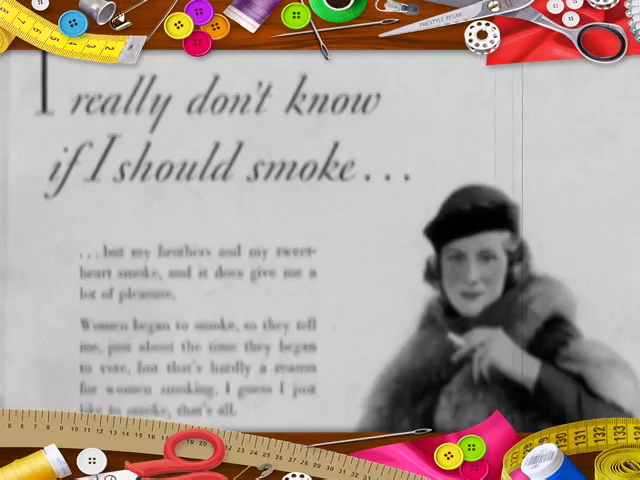 I really don't know
if I should smoke...
...but my brothers and my sweet-
heart smoke, and it does give me a
lot of pleasure.
Women began to smoke, so they tell
me, just about the time they began
to vote, but that's hardly a reason
for women smoking. I guess I just
like to smoke, that's all.